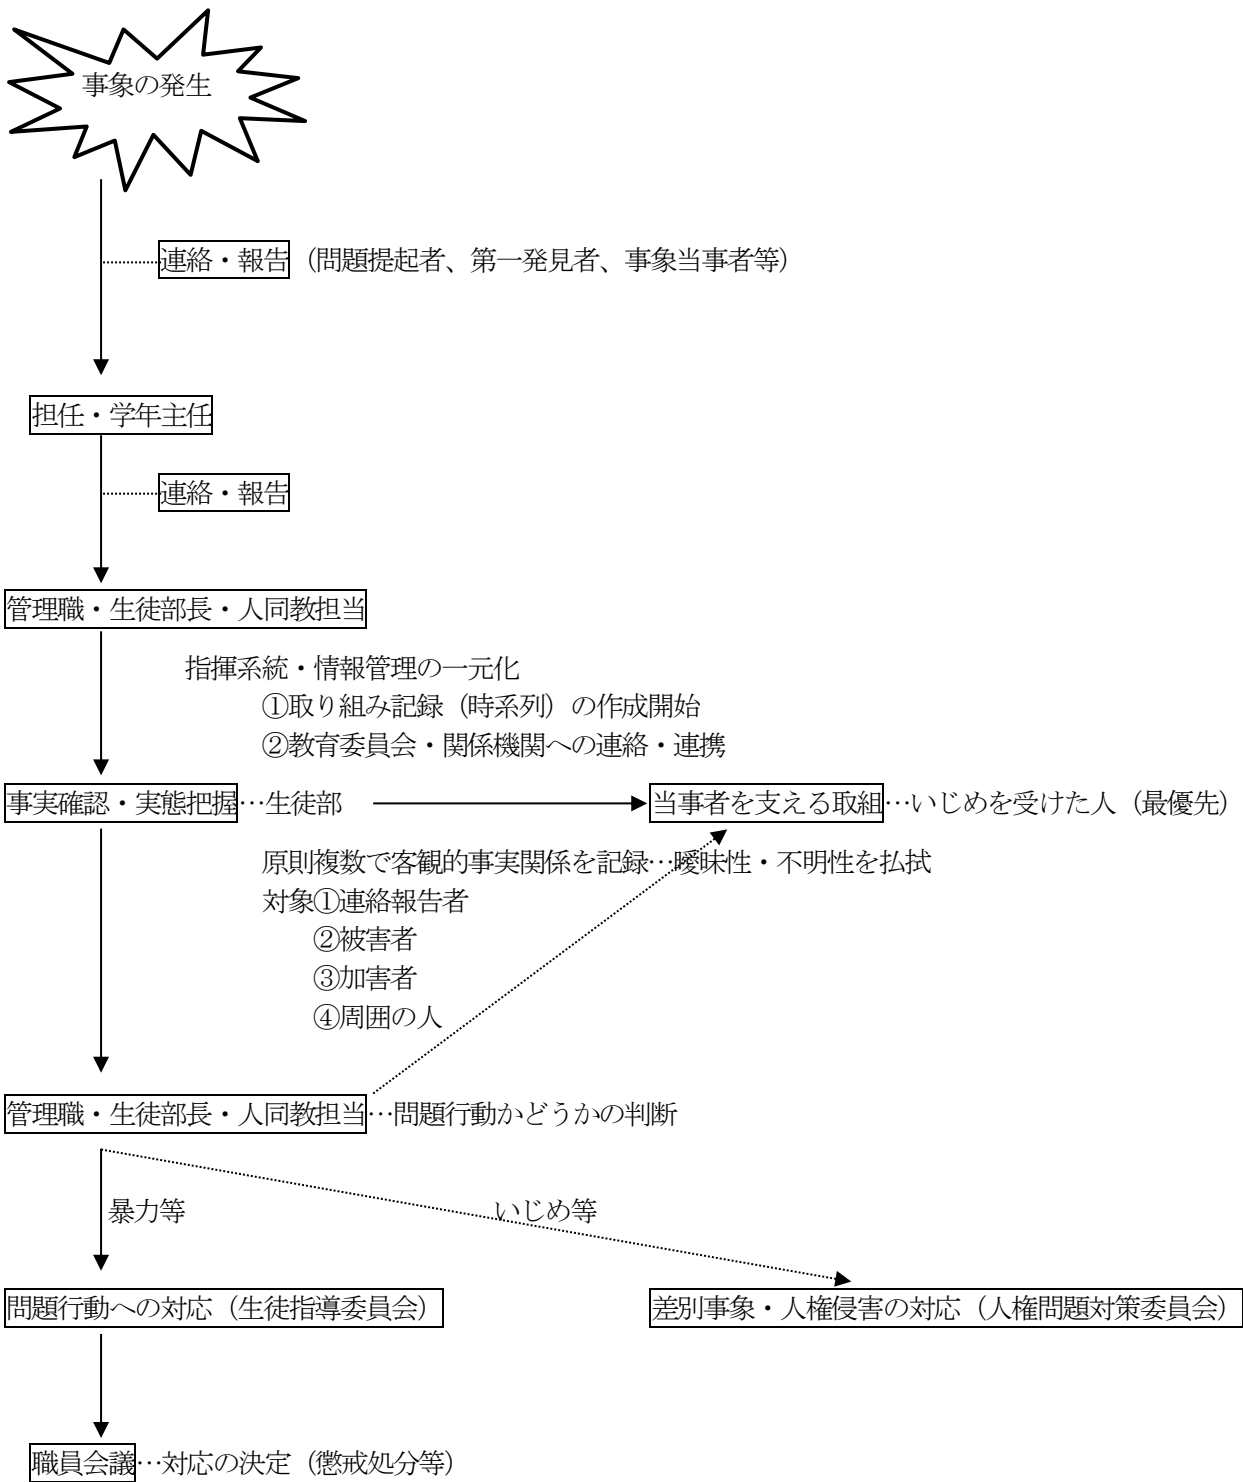 事象の発生
連絡・報告（問題提起者、第一発見者、事象当事者等）
担任・学年主任
連絡・報告
管理職・生徒部長・人同教担当
指揮系統・情報管理の一元化
①取り組み記録（時系列）の作成開始
②教育委員会・関係機関への連絡・連携
事実確認・実態把握…生徒部 当事者を支える取組…いじめを受けた人（最優先）
原則複数で客観的事実関係を記録…曖昧性・不明性を払拭
対象①連絡報告者
②被害者
③加害者
④周囲の人
管理職・生徒部長・人同教担当…問題行動かどうかの判断
暴力等 いじめ等
問題行動への対応（生徒指導委員会） 差別事象・人権侵害の対応（人権問題対策委員会）
職員会議…対応の決定（懲戒処分等）